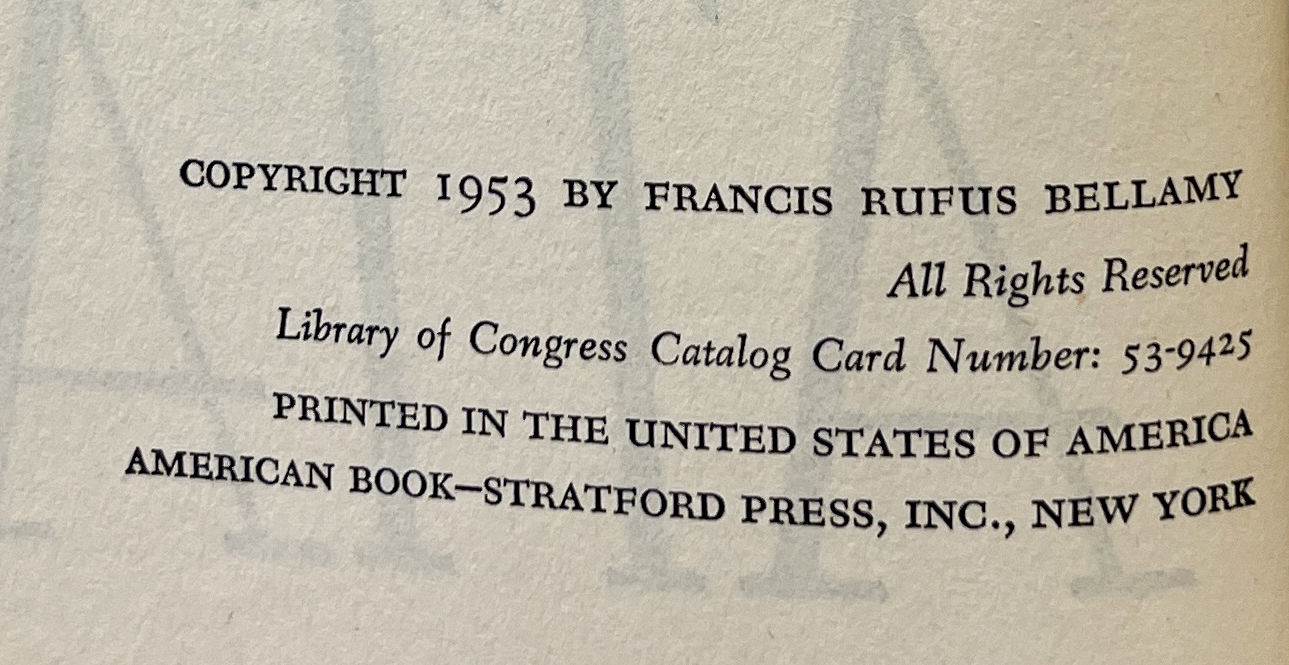 COPYRIGHT 1953 BY FRANCIS RUFUS BELLAMY
All Rights Reserved
Library of Congress Catalog Card Number: 53-9425
PRINTED IN THE UNITED STATES OF AMERICA
AMERICAN BOOK–STRATFORD PRESS, INC., NEW YORK